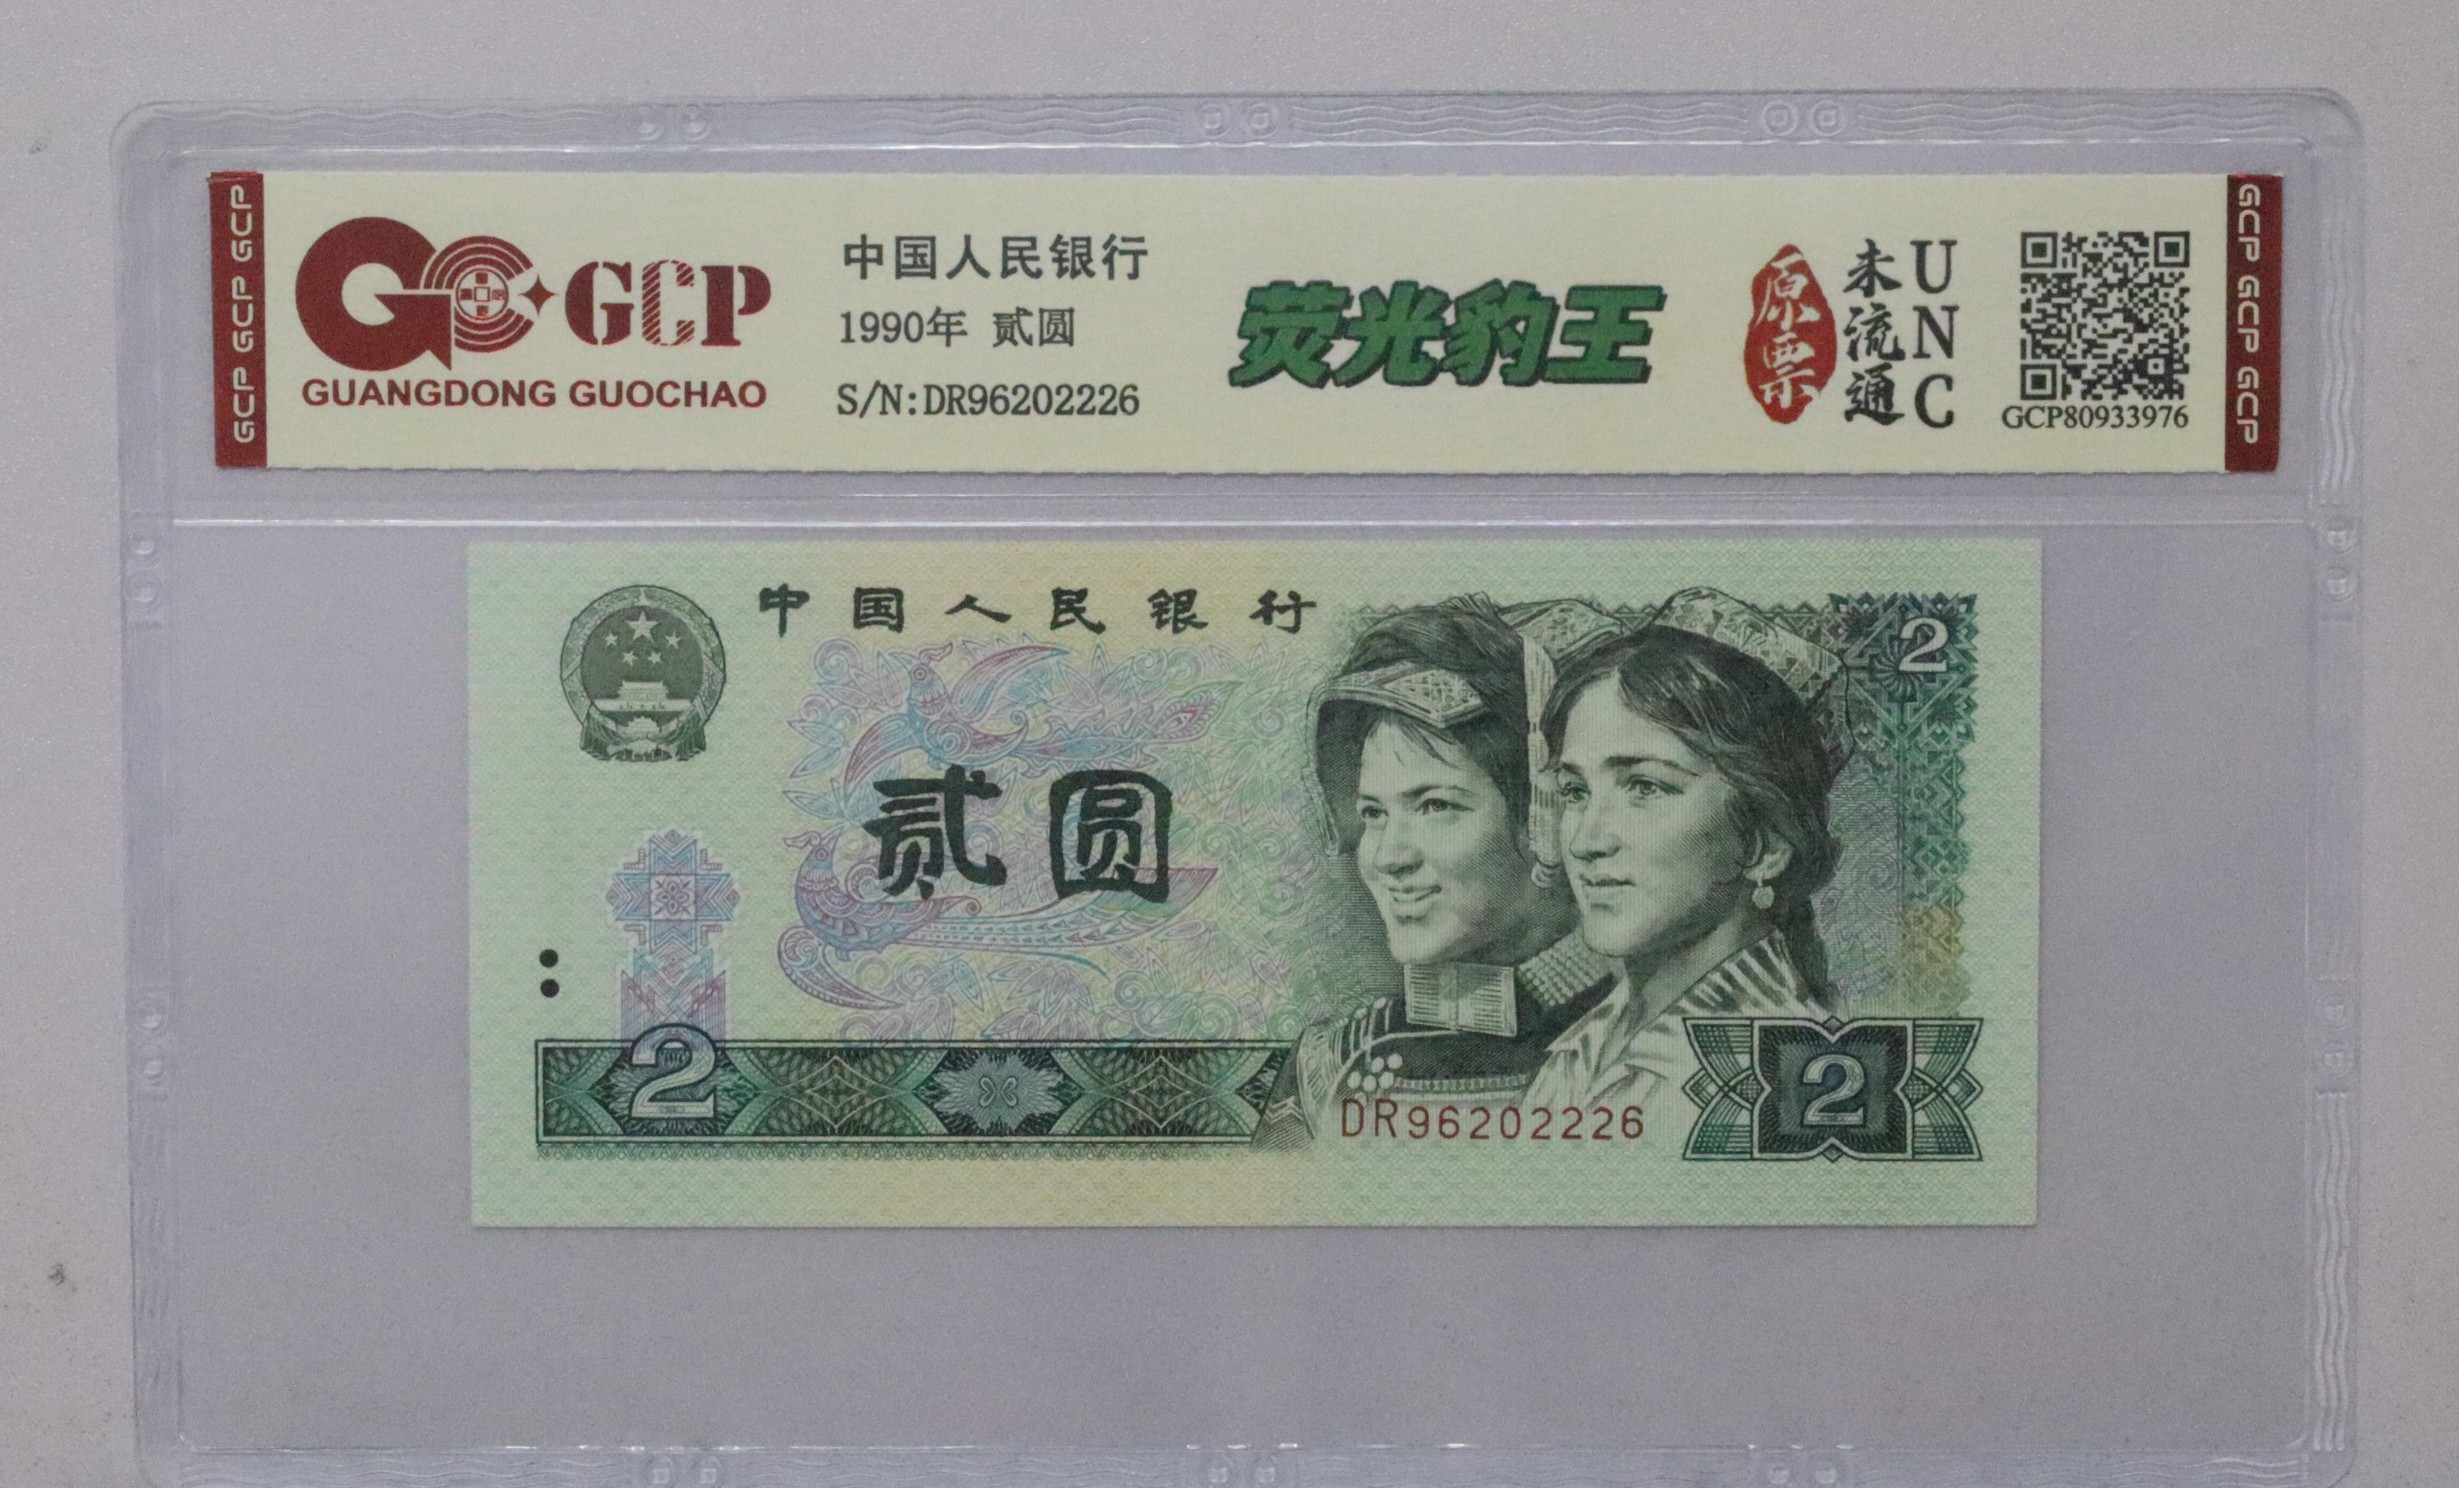 GCP GCP GCP
GCP
GUANGDONG GUOCHAO
中国人民银行
1990年 贰圆
S/N:DR96202226
荧光豹王
原票
未流通
UNC
GCP80933976
GCP GCP GCP
中国人民银行
2
贰圆
2
DR96202226
2